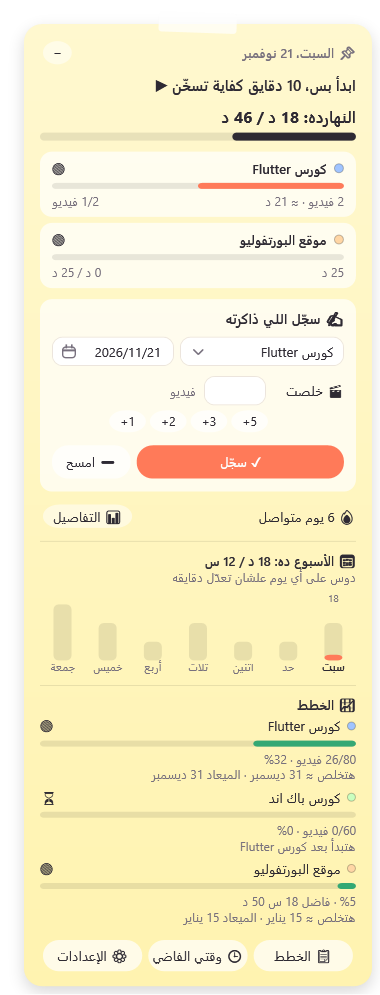 السبت، 21 نوفمبر
–
ابدأ بس، 10 دقايق كفاية تسخّن ▶
النهارده: 18 د / 46 د
كورس Flutter
2 فيديو · ≈ 21 د
1/2 فيديو
موقع البورتفوليو
25 د
0 د / 25 د
✍ سجّل اللي ذاكرته
كورس Flutter
2026/11/21
🎬 خلصت
فيديو
+1 +2 +3 +5
✓ سجّل
➖ امسح
6 يوم متواصل
📊 التفاصيل
الأسبوع ده: 18 د / 12 س
دوس على أي يوم علشان تعدّل دقايقه
18
سبت حد اتنين تلات أربع خميس جمعة
الخطط
كورس Flutter
26/80 فيديو · 32%
هتخلص ≈ 31 ديسمبر · الميعاد 31 ديسمبر
كورس باك اند
0/60 فيديو · 0%
هتبدأ بعد كورس Flutter
موقع البورتفوليو
5% · فاضل 18 س 50 د
هتخلص ≈ 15 يناير · الميعاد 15 يناير
الخطط
وقتي الفاضي
الإعدادات